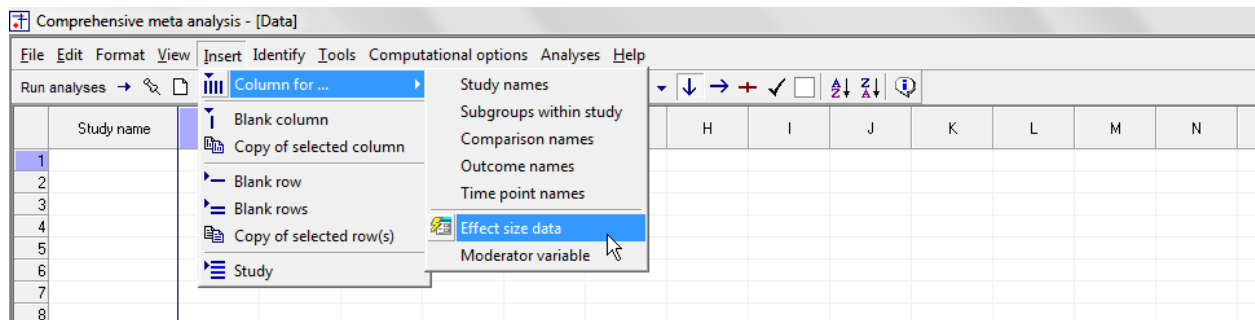 Comprehensive meta analysis - [Data]
File Edit Format View Insert Identify Tools Computational options Analyses Help
Run analyses
Column for ...
Blank column
Copy of selected column
Blank row
Blank rows
Copy of selected row(s)
Study
Study names
Subgroups within study
Comparison names
Outcome names
Time point names
Effect size data
Moderator variable
Study name H I J K L M N
1
2
3
4
5
6
7
8